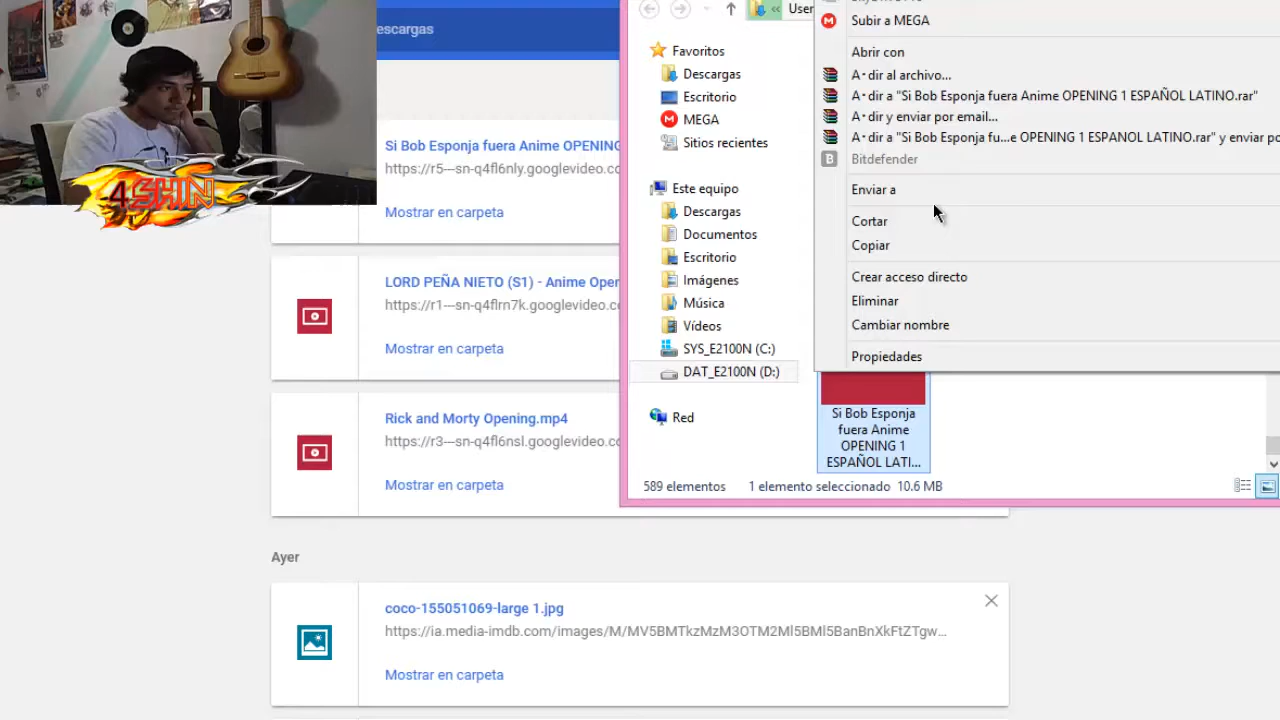 escargas
Si Bob Esponja fuera Anime OPENING
https://r5---sn-q4fl6nly.googlevideo.co
Mostrar en carpeta
LORD PEÑA NIETO (S1) - Anime Oper
https://r1---sn-q4flrn7k.googlevideo.cc
Mostrar en carpeta
Rick and Morty Opening.mp4
https://r3---sn-q4fl6nsl.googlevideo.cc
Mostrar en carpeta
Ayer
coco-155051069-large 1.jpg
https://ia.media-imdb.com/images/M/MV5BMTkzMzM3OTM2Ml5BMl5BanBnXkFtZTgw...
Mostrar en carpeta
4SHIN
« User
Favoritos
Descargas
Escritorio
MEGA
Sitios recientes
Este equipo
Descargas
Documentos
Escritorio
Imágenes
Música
Vídeos
SYS_E2100N (C:)
DAT_E2100N (D:)
Red
Subir a MEGA
Abrir con
A·dir al archivo...
A·dir a "Si Bob Esponja fuera Anime OPENING 1 ESPAÑOL LATINO.rar"
A·dir y enviar por email...
A·dir a "Si Bob Esponja fu...e OPENING 1 ESPAÑOL LATINO.rar" y enviar po
Bitdefender
Enviar a
Cortar
Copiar
Crear acceso directo
Eliminar
Cambiar nombre
Propiedades
Si Bob Esponja
fuera Anime
OPENING 1
ESPAÑOL LATI...
589 elementos 1 elemento seleccionado 10.6 MB